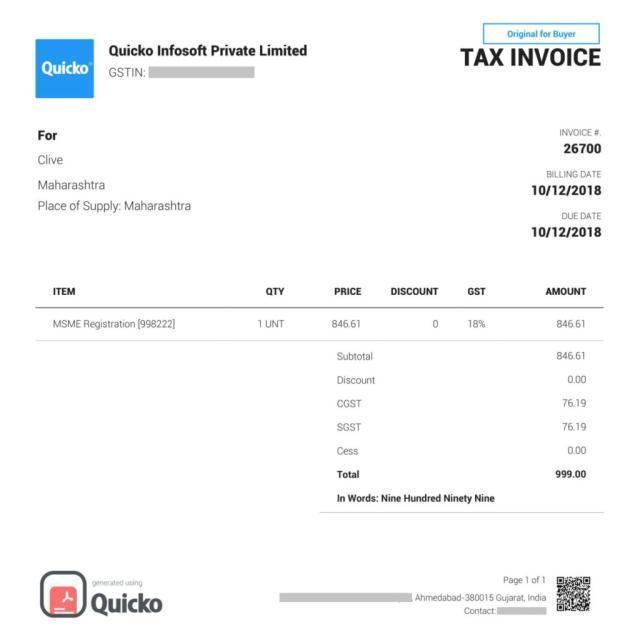 Original for Buyer
Quicko
Quicko Infosoft Private Limited
TAX INVOICE
GSTIN:
For
Clive
Maharashtra
Place of Supply: Maharashtra
INVOICE #.
26700
BILLING DATE
10/12/2018
DUE DATE
10/12/2018
ITEM QTY PRICE DISCOUNT GST AMOUNT
MSME Registration [998222] 1 UNT 846.61 0 18% 846.61
Subtotal 846.61
Discount 0.00
CGST 76.19
SGST 76.19
Cess 0.00
Total 999.00
In Words: Nine Hundred Ninety Nine
generated using
Quicko
Page 1 of 1
, Ahmedabad-380015 Gujarat, India
Contact: